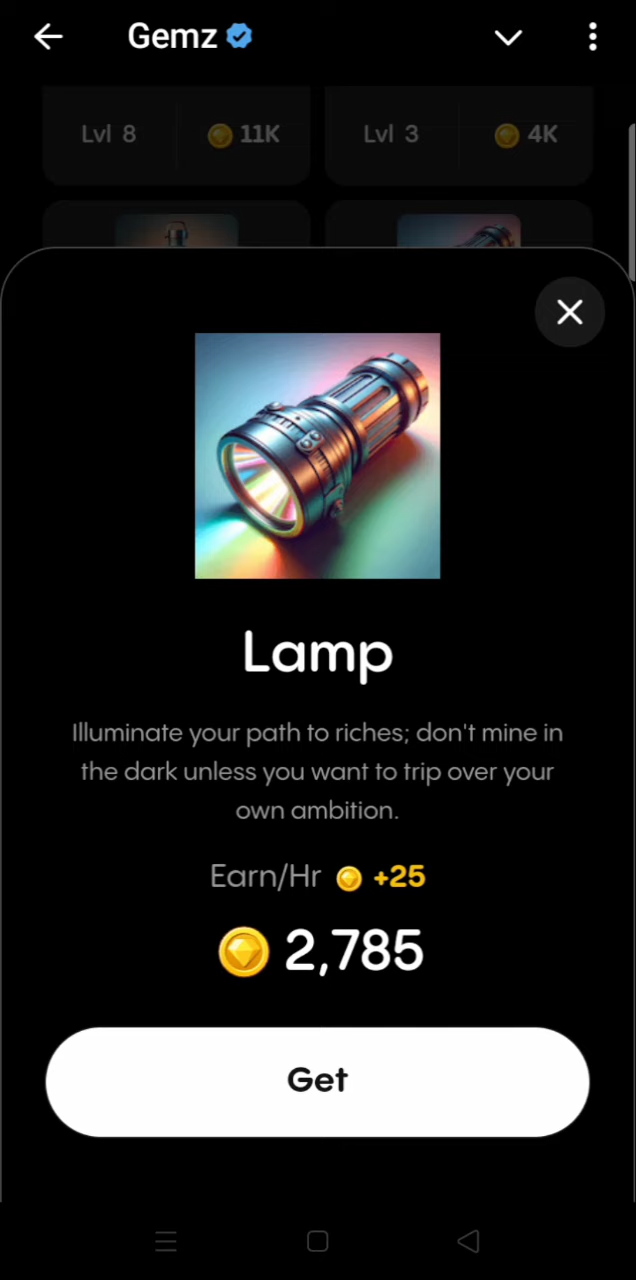 Gemz
Lvl 8 11K Lvl 3 4K
Lamp
Illuminate your path to riches; don't mine in
the dark unless you want to trip over your
own ambition.
Earn/Hr +25
2,785
Get